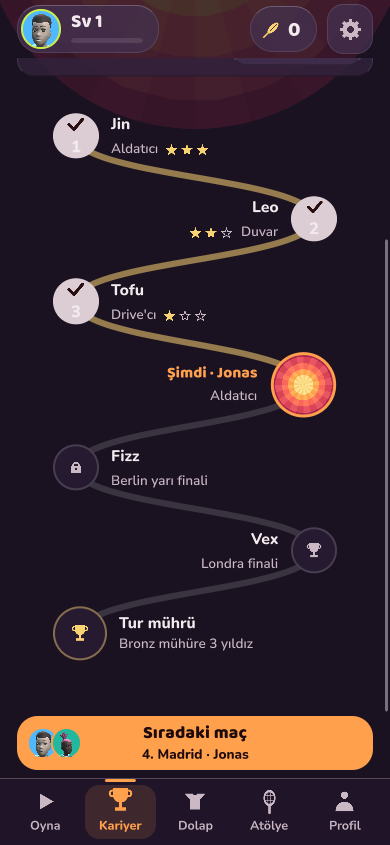 Sv 1
0
1
Jin
Aldatıcı
Leo
Duvar
2
3
Tofu
Drive'cı
Şimdi · Jonas
Aldatıcı
Fizz
Berlin yarı finali
Vex
Londra finali
Tur mührü
Bronz mühüre 3 yıldız
Sıradaki maç
4. Madrid · Jonas
Oyna
Kariyer
Dolap
Atölye
Profil